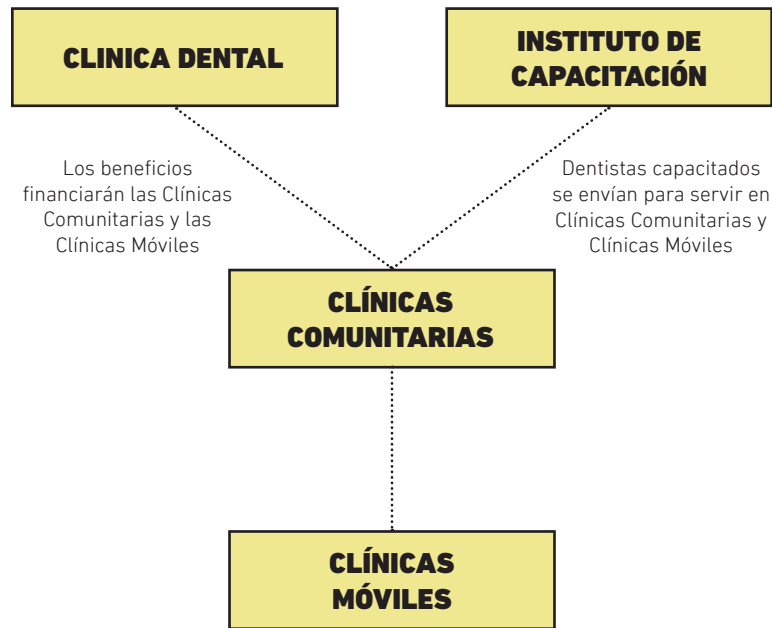 CLINICA DENTAL
INSTITUTO DE
CAPACITACIÓN
Los beneficios
financiarán las Clínicas
Comunitarias y las
Clínicas Móviles
Dentistas capacitados
se envían para servir en
Clínicas Comunitarias y
Clínicas Móviles
CLÍNICAS
COMUNITARIAS
CLÍNICAS
MÓVILES